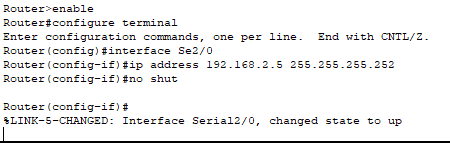 Router>enable
Router#configure terminal
Enter configuration commands, one per line.  End with CNTL/Z.
Router(config)#interface Se2/0
Router(config-if)#ip address 192.168.2.5 255.255.255.252
Router(config-if)#no shut
Router(config-if)#
%LINK-5-CHANGED: Interface Serial2/0, changed state to up